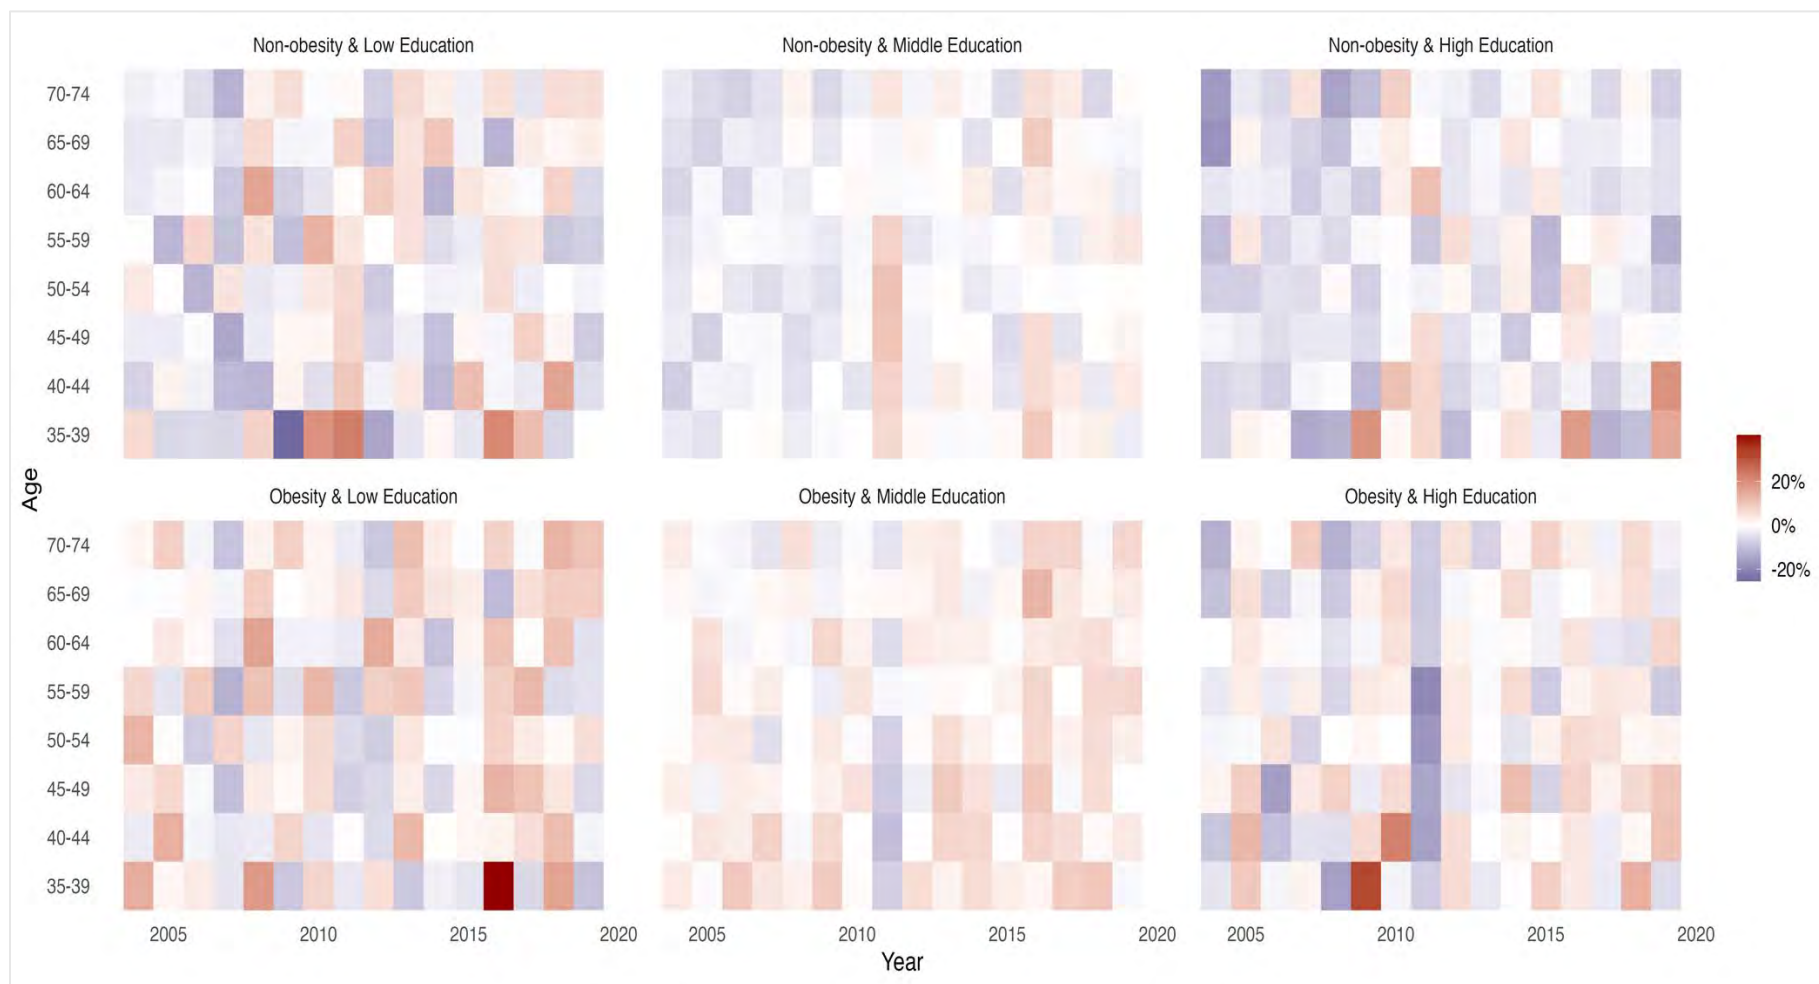 Non-obesity & Low Education
Non-obesity & Middle Education
Non-obesity & High Education
70-74
65-69
60-64
55-59
50-54
45-49
40-44
35-39
Age
Obesity & Low Education
Obesity & Middle Education
Obesity & High Education
70-74
65-69
60-64
55-59
50-54
45-49
40-44
35-39
20%
0%
-20%
2005 2010 2015 2020
2005 2010 2015 2020
2005 2010 2015 2020
Year